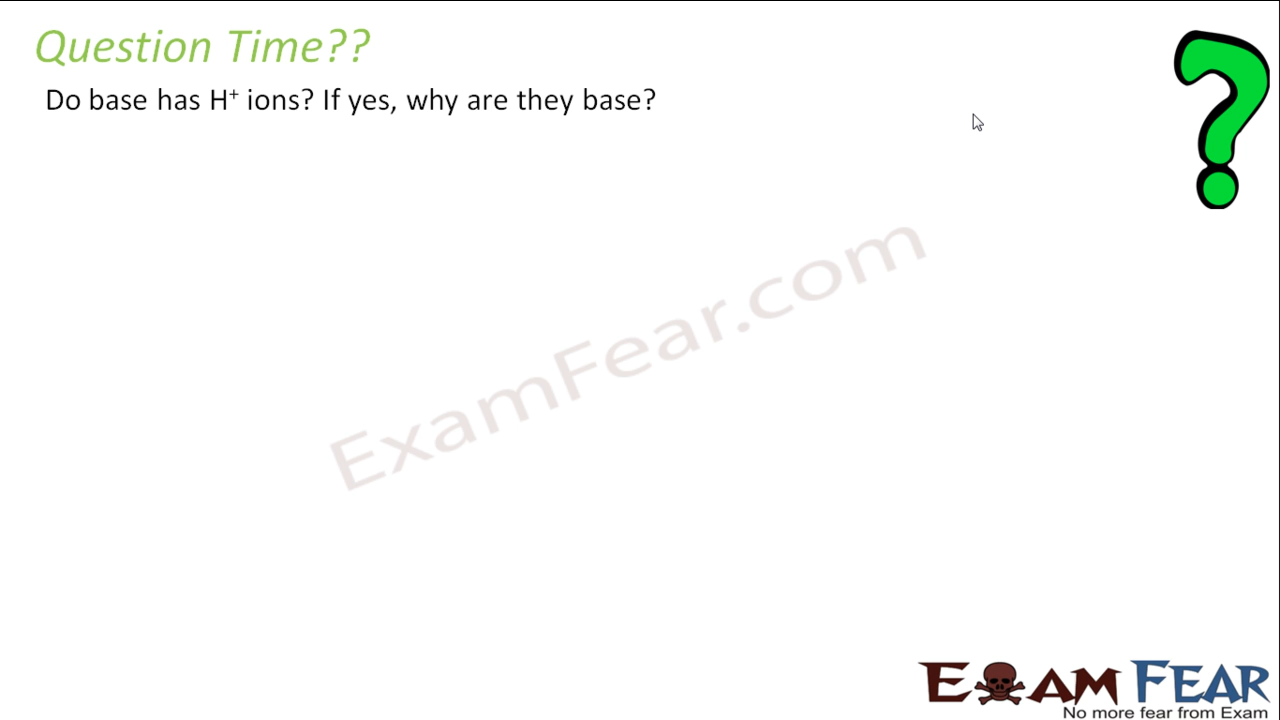 Question Time??
Do base has H⁺ ions? If yes, why are they base?
ExamFear.com
EXAM FEAR
No more fear from Exam